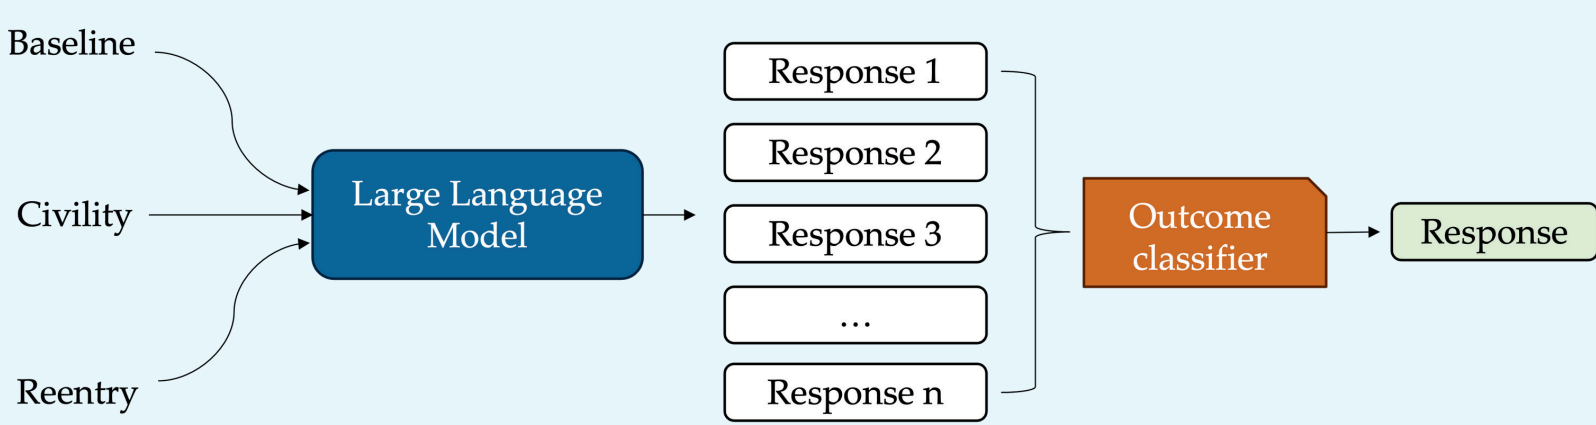 Baseline
Civility
Reentry
Large Language
Model
Response 1
Response 2
Response 3
...
Response n
Outcome
classifier
Response